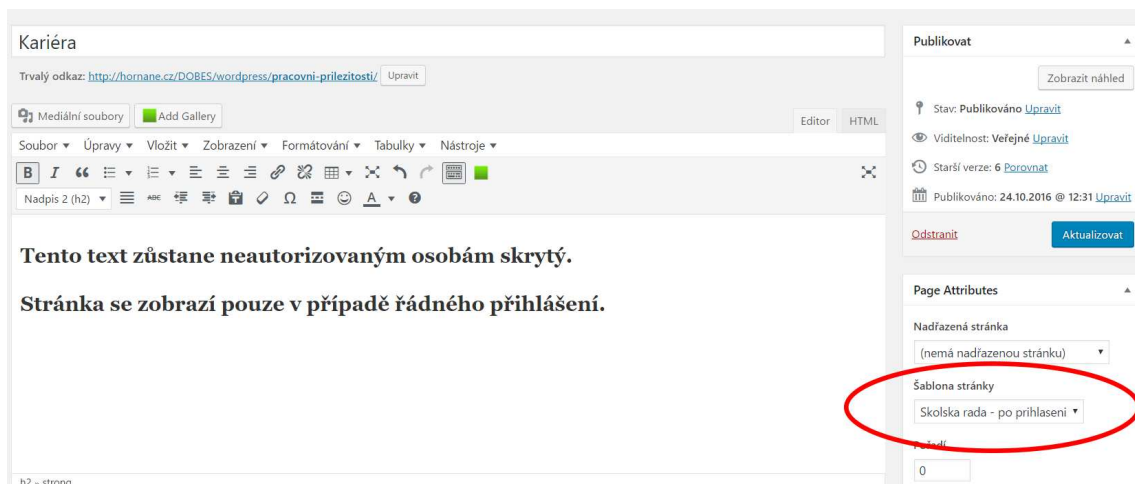 Kariéra
Trvalý odkaz: http://hornane.cz/DOBES/wordpress/pracovni-prilezitosti/ Upravit
Mediální soubory Add Gallery
Editor HTML
Soubor Úpravy Vložit Zobrazení Formátování Tabulky Nástroje
B I
Nadpis 2 (h2) ABC Ω A
Tento text zůstane neautorizovaným osobám skrytý.
Stránka se zobrazí pouze v případě řádného přihlášení.
h2 » strong
Publikovat
Zobrazit náhled
Stav: Publikováno Upravit
Viditelnost: Veřejné Upravit
Starší verze: 6 Porovnat
Publikováno: 24.10.2016 @ 12:31 Upravit
Odstranit Aktualizovat
Page Attributes
Nadřazená stránka
(nemá nadřazenou stránku)
Šablona stránky
Skolska rada - po prihlaseni
Pořadí
0